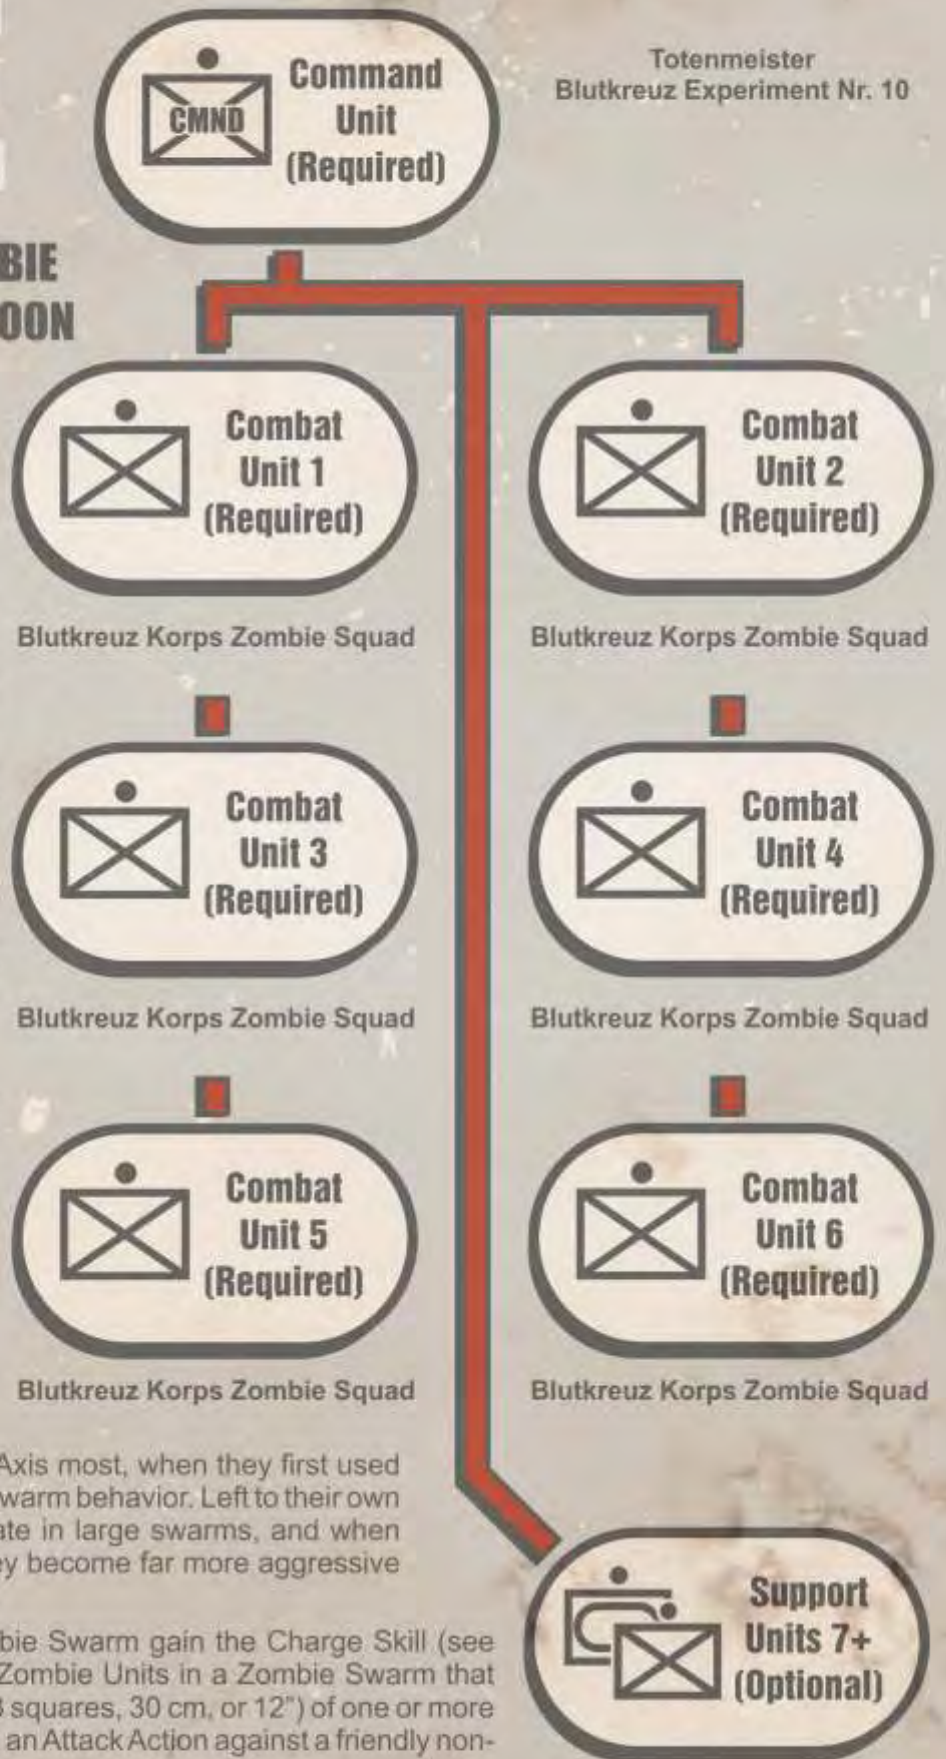 Command
Unit
(Required)
CMND
Totenmeister
Blutkreuz Experiment Nr. 10
Combat
Unit 1
(Required)
Combat
Unit 2
(Required)
Blutkreuz Korps Zombie Squad
Blutkreuz Korps Zombie Squad
Combat
Unit 3
(Required)
Combat
Unit 4
(Required)
Blutkreuz Korps Zombie Squad
Blutkreuz Korps Zombie Squad
Combat
Unit 5
(Required)
Combat
Unit 6
(Required)
Blutkreuz Korps Zombie Squad
Blutkreuz Korps Zombie Squad
Axis most, when they first used
warm behavior. Left to their own
in large swarms, and when
become far more aggressive
Swarm gain the Charge Skill (see
Zombie Units in a Zombie Swarm that
squares, 30 cm, or 12”) of one or more
an Attack Action against a friendly non-
Support
Units 7+
(Optional)